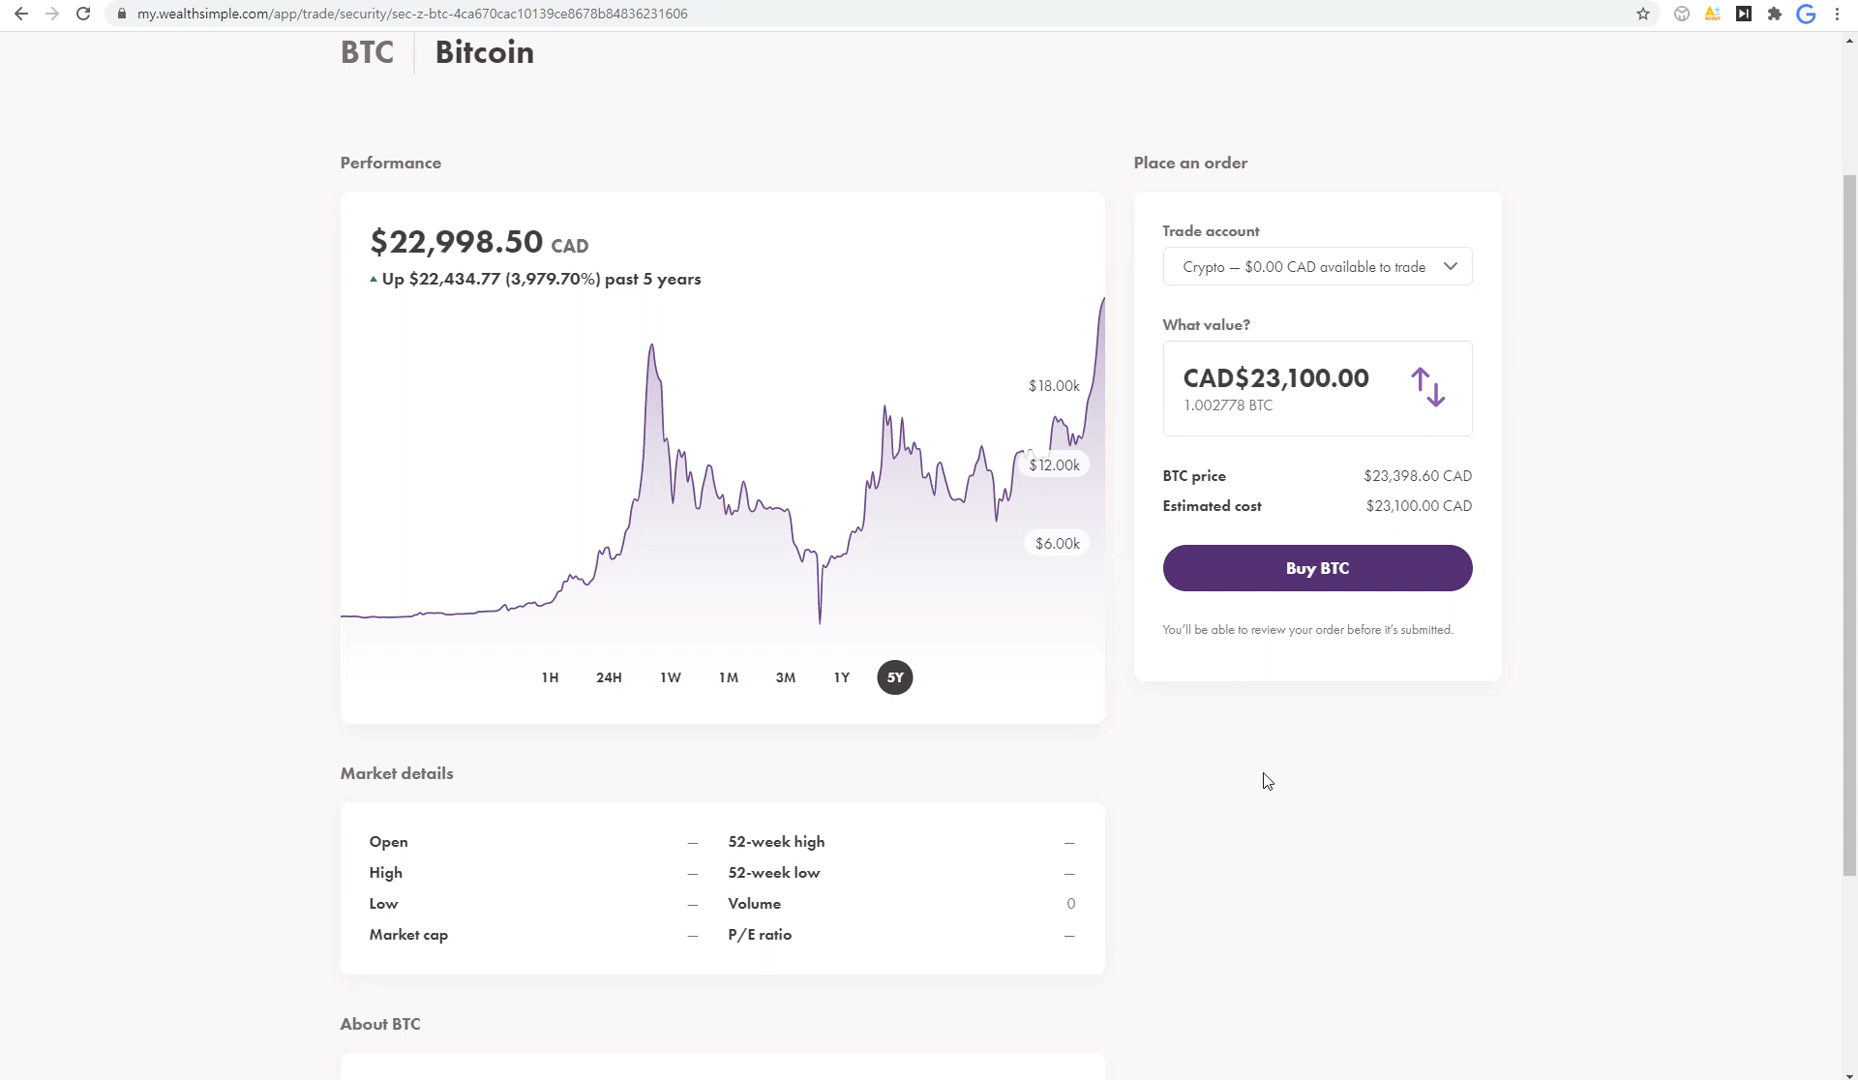 my.wealthsimple.com/app/trade/security/sec-z-btc-4ca670cac10139ce8678b84836231606
BTC
Bitcoin
Performance
$22,998.50 CAD
Up $22,434.77 (3,979.70%) past 5 years
$18.00k
$12.00k
$6.00k
1H 24H 1W 1M 3M 1Y 5Y
Place an order
Trade account
Crypto — $0.00 CAD available to trade
What value?
CAD$23,100.00
1.002778 BTC
BTC price $23,398.60 CAD
Estimated cost $23,100.00 CAD
Buy BTC
You'll be able to review your order before it's submitted.
Market details
Open — 52-week high —
High — 52-week low —
Low — Volume 0
Market cap — P/E ratio —
About BTC